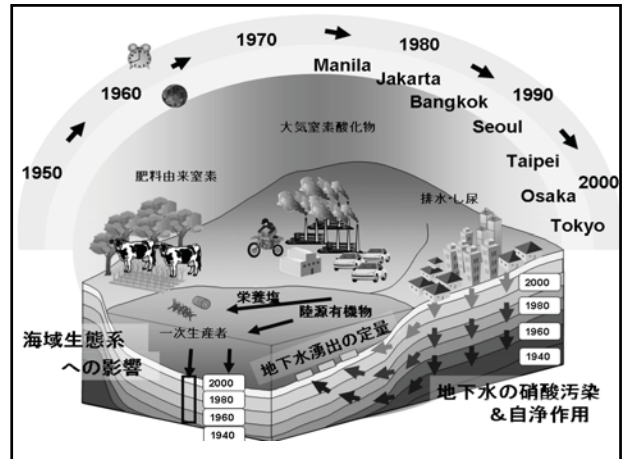 1950
1960
1970
1980
1990
2000
Manila
Jakarta
Bangkok
Seoul
Taipei
Osaka
Tokyo
大気窒素酸化物
肥料由来窒素
排水・し尿
栄養塩
陸源有機物
一次生産者
地下水湧出の定量
海域生態系
への影響
2000
1980
1960
1940
2000
1980
1960
1940
地下水の硝酸汚染
&自浄作用